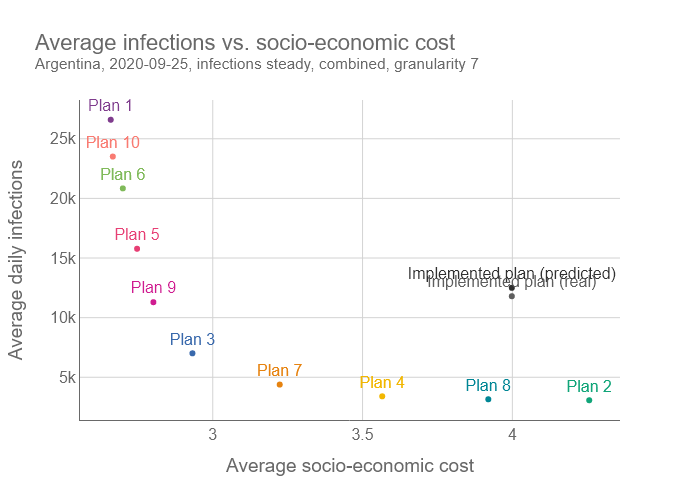 Average infections vs. socio-economic cost
Argentina, 2020-09-25, infections steady, combined, granularity 7
Plan 1
25k
Plan 10
Plan 6
20k
Plan 5
15k
Implemented plan (predicted)
Implemented plan (real)
Plan 9
10k
Plan 3
Plan 7
5k
Plan 4
Plan 8
Plan 2
3
3.5
4
Average socio-economic cost
Average daily infections